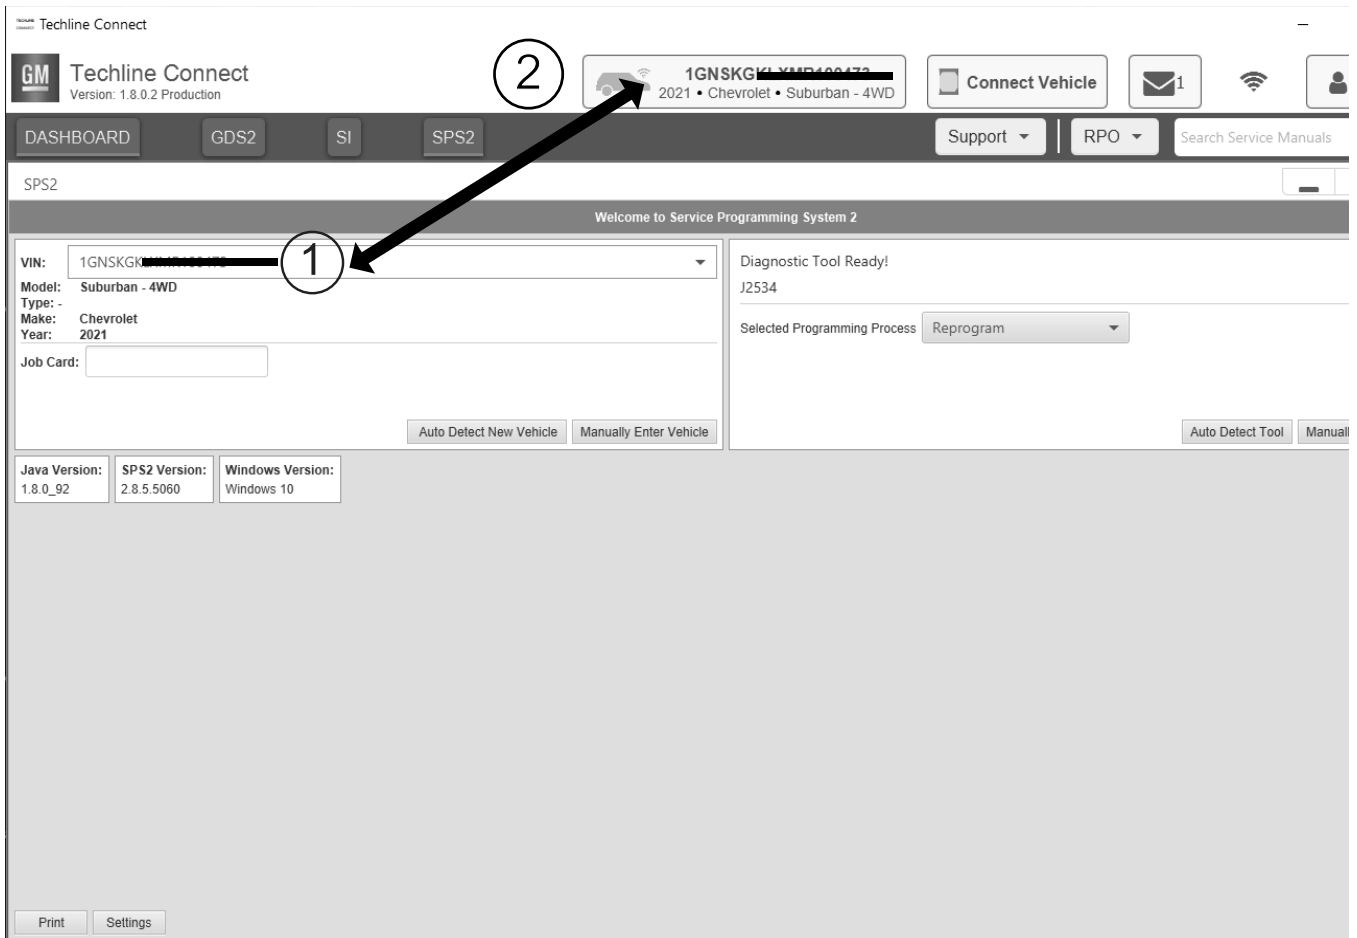 TECHLINE CONNECT Techline Connect
GM Techline Connect
Version: 1.8.0.2 Production
2
1GNSKGK
2021 • Chevrolet • Suburban - 4WD
Connect Vehicle
1
DASHBOARD GDS2 SI SPS2 Support RPO Search Service Manuals
SPS2
Welcome to Service Programming System 2
VIN: 1GNSKGK 1
Model: Suburban - 4WD
Type: -
Make: Chevrolet
Year: 2021
Job Card:
Auto Detect New Vehicle Manually Enter Vehicle
Diagnostic Tool Ready!
J2534
Selected Programming Process Reprogram
Auto Detect Tool Manuall
Java Version: SPS2 Version: Windows Version:
1.8.0_92 2.8.5.5060 Windows 10
Print Settings